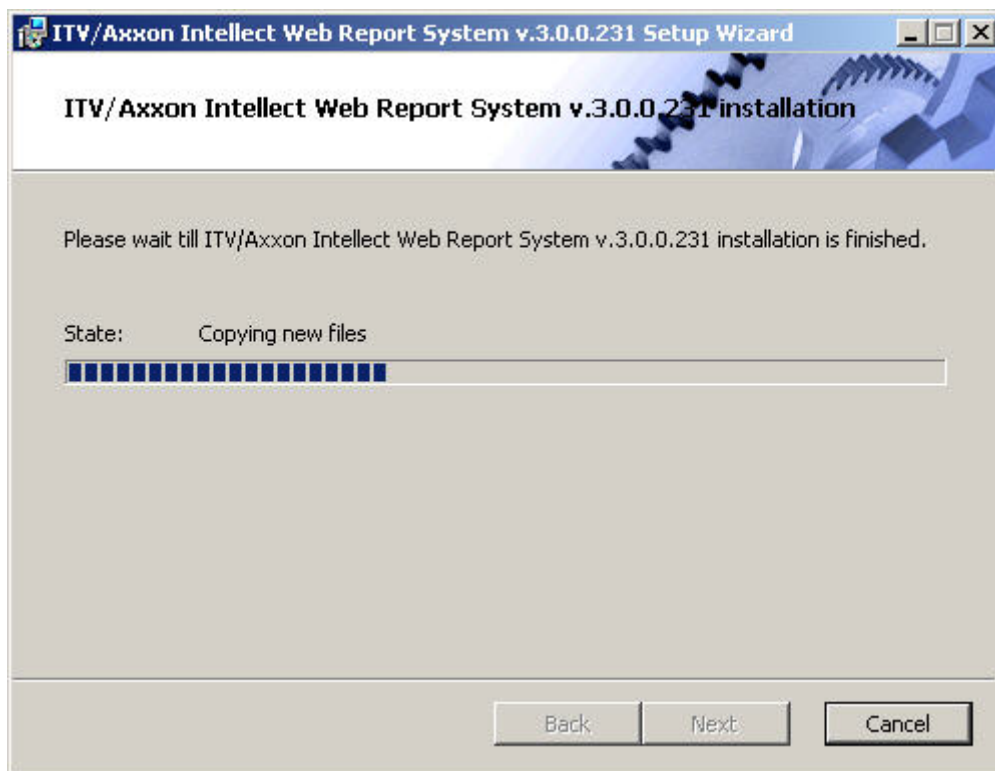 ITV/Axxon Intellect Web Report System v.3.0.0.231 Setup Wizard
ITV/Axxon Intellect Web Report System v.3.0.0.231 installation
Please wait till ITV/Axxon Intellect Web Report System v.3.0.0.231 installation is finished.
State: Copying new files
Back Next Cancel